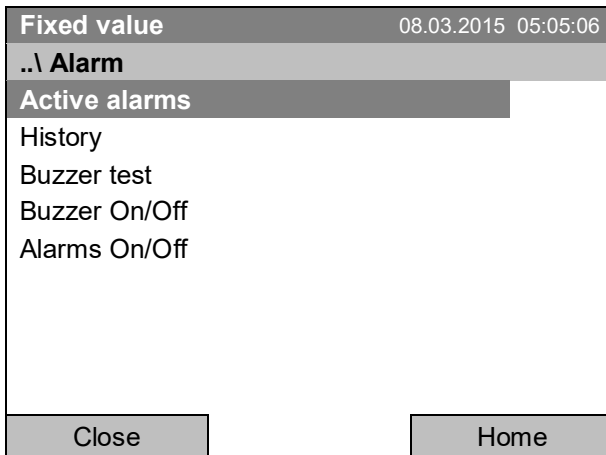 Fixed value 08.03.2015 05:05:06
..\ Alarm
Active alarms
History
Buzzer test
Buzzer On/Off
Alarms On/Off
Close Home